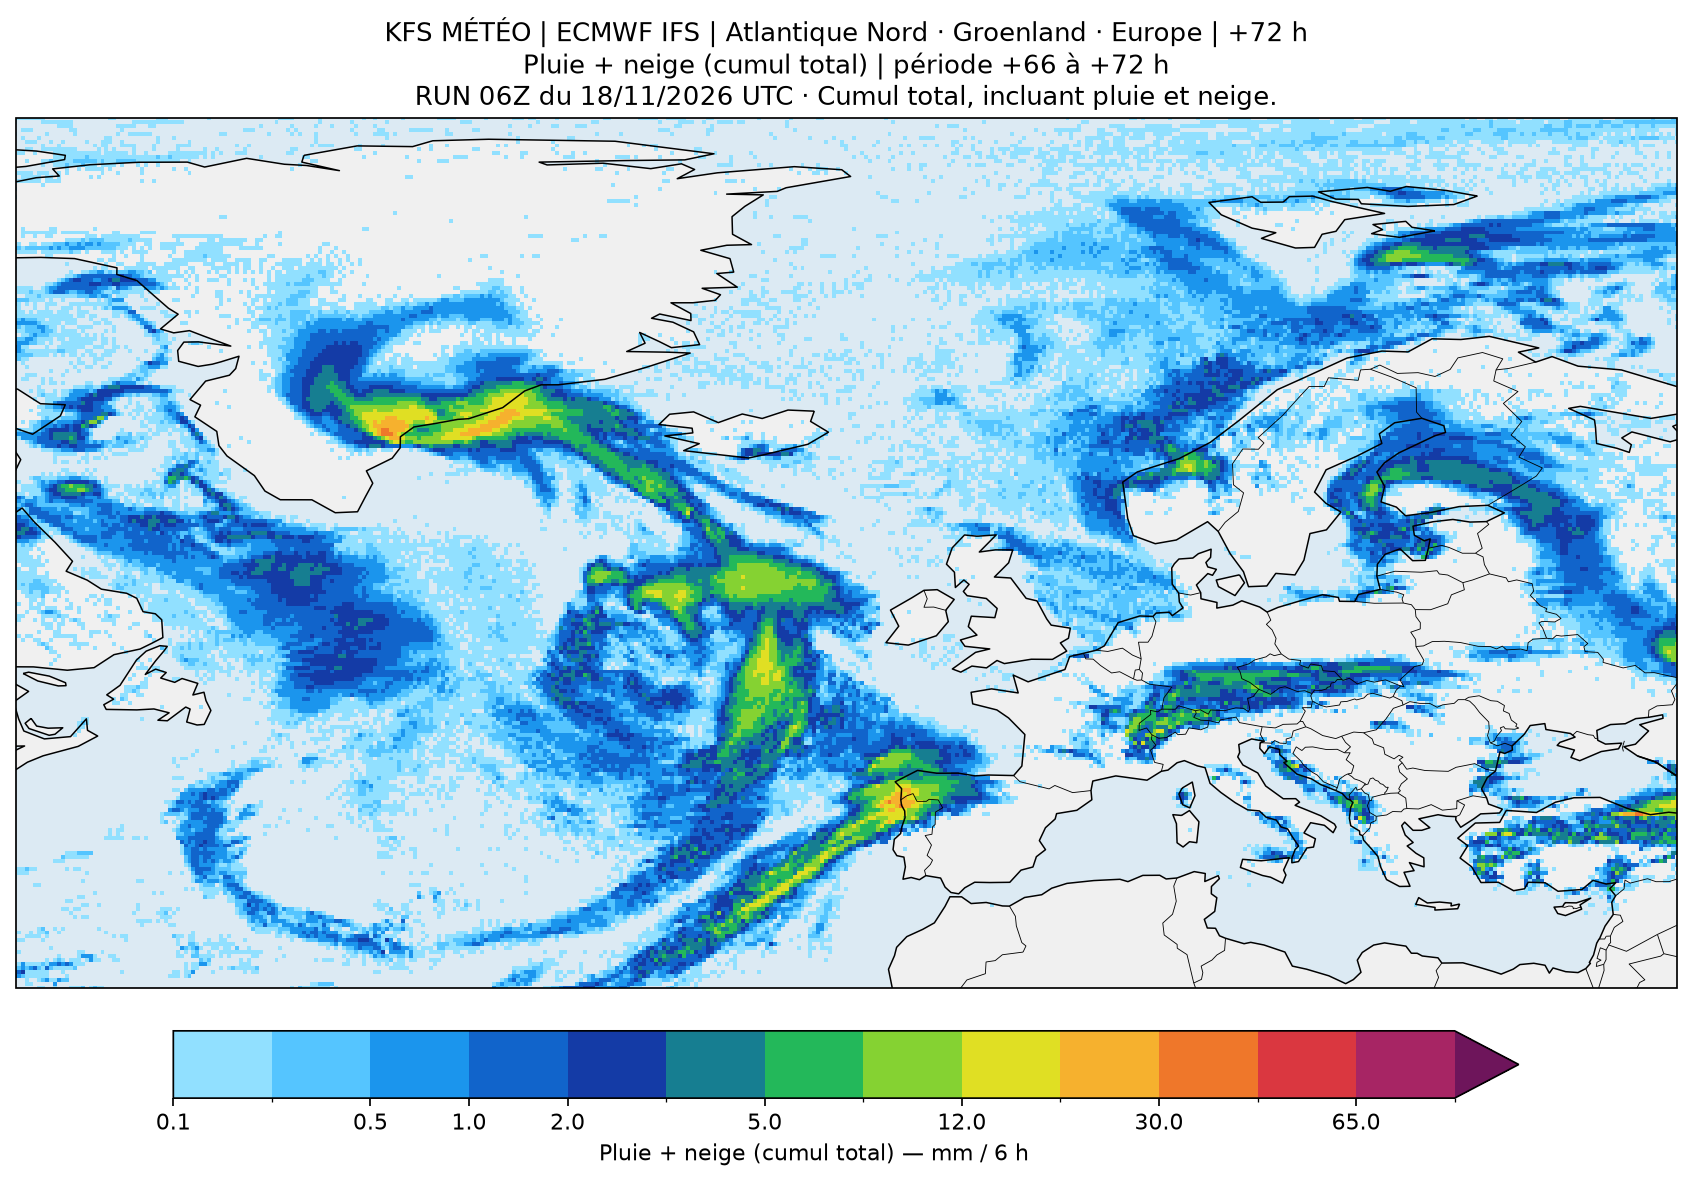 KFS MÉTÉO | ECMWF IFS | Atlantique Nord · Groenland · Europe | +72 h
Pluie + neige (cumul total) | période +66 à +72 h
RUN 06Z du 18/11/2026 UTC · Cumul total, incluant pluie et neige.
0.1 0.5 1.0 2.0 5.0 12.0 30.0 65.0
Pluie + neige (cumul total) — mm / 6 h